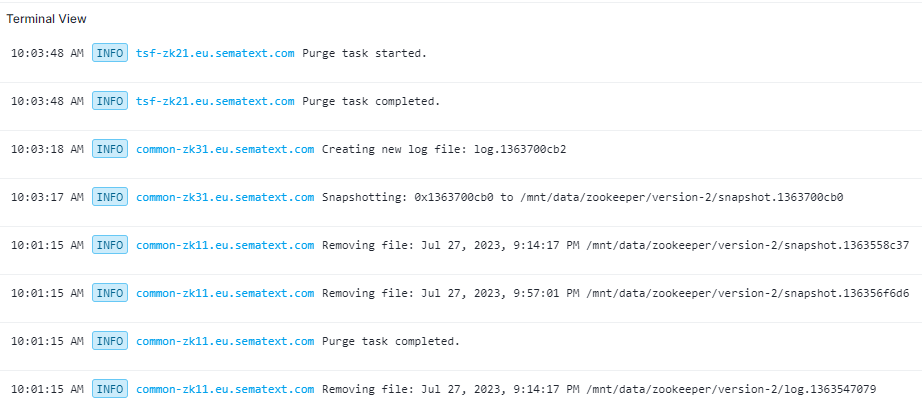 Terminal View
10:03:48 AM INFO tsf-zk21.eu.sematext.com Purge task started.
10:03:48 AM INFO tsf-zk21.eu.sematext.com Purge task completed.
10:03:18 AM INFO common-zk31.eu.sematext.com Creating new log file: log.1363700cb2
10:03:17 AM INFO common-zk31.eu.sematext.com Snapshotting: 0x1363700cb0 to /mnt/data/zookeeper/version-2/snapshot.1363700cb0
10:01:15 AM INFO common-zk11.eu.sematext.com Removing file: Jul 27, 2023, 9:14:17 PM /mnt/data/zookeeper/version-2/snapshot.1363558c37
10:01:15 AM INFO common-zk11.eu.sematext.com Removing file: Jul 27, 2023, 9:57:01 PM /mnt/data/zookeeper/version-2/snapshot.136356f6d6
10:01:15 AM INFO common-zk11.eu.sematext.com Purge task completed.
10:01:15 AM INFO common-zk11.eu.sematext.com Removing file: Jul 27, 2023, 9:14:17 PM /mnt/data/zookeeper/version-2/log.1363547079